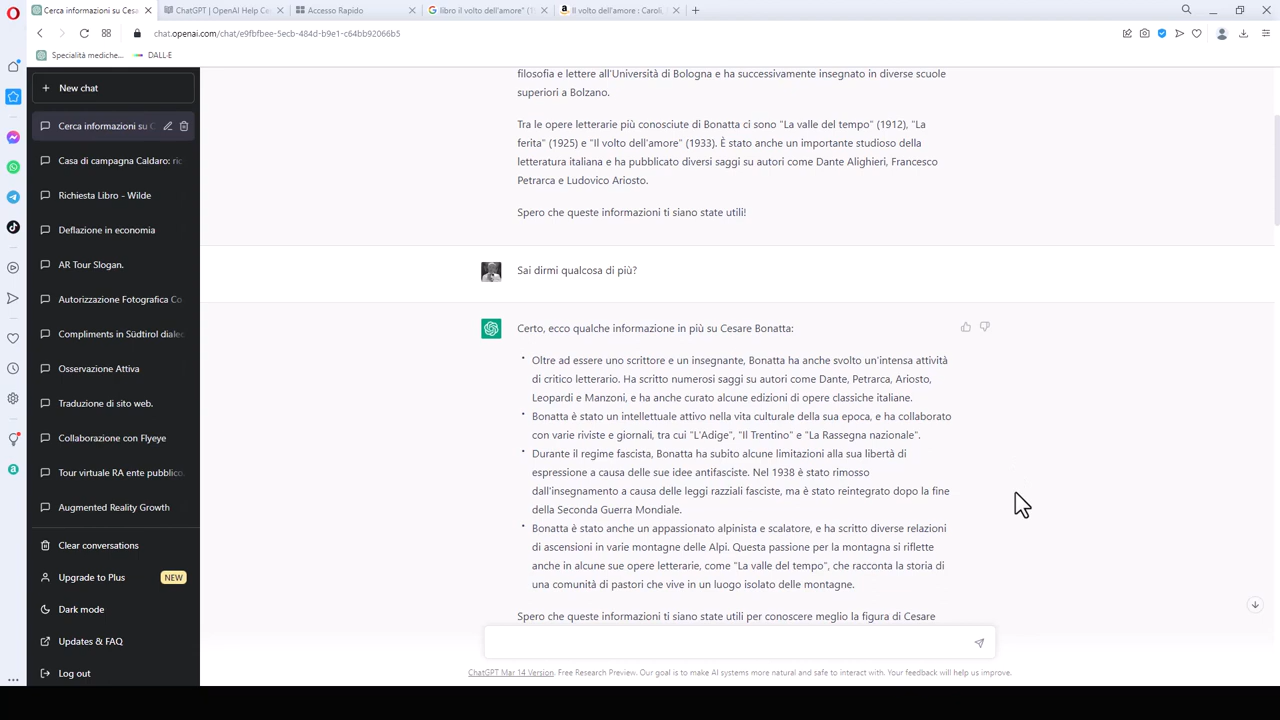 Cerca informazioni su Cesa
ChatGPT | OpenAI Help Ce
Accesso Rapido
libro il volto dell'amore" (1
Il volto dell'amore : Caroli,
chat.openai.com/chat/e9fbfbee-5ecb-484d-b9e1-c64bb92066b5
Specialità mediche...
DALL·E
New chat
Cerca informazioni su C
Casa di campagna Caldaro: ric
Richiesta Libro - Wilde
Deflazione in economia
AR Tour Slogan.
Autorizzazione Fotografica Co
Compliments in Südtirol dialec
Osservazione Attiva
Traduzione di sito web.
Collaborazione con Flyeye
Tour virtuale RA ente pubblico.
Augmented Reality Growth
Clear conversations
Upgrade to Plus
NEW
Dark mode
Updates & FAQ
Log out
filosofia e lettere all'Università di Bologna e ha successivamente insegnato in diverse scuole
superiori a Bolzano.
Tra le opere letterarie più conosciute di Bonatta ci sono "La valle del tempo" (1912), "La
ferita" (1925) e "Il volto dell'amore" (1933). È stato anche un importante studioso della
letteratura italiana e ha pubblicato diversi saggi su autori come Dante Alighieri, Francesco
Petrarca e Ludovico Ariosto.
Spero che queste informazioni ti siano state utili!
Sai dirmi qualcosa di più?
Certo, ecco qualche informazione in più su Cesare Bonatta:
• Oltre ad essere uno scrittore e un insegnante, Bonatta ha anche svolto un'intensa attività
di critico letterario. Ha scritto numerosi saggi su autori come Dante, Petrarca, Ariosto,
Leopardi e Manzoni, e ha anche curato alcune edizioni di opere classiche italiane.
• Bonatta è stato un intellettuale attivo nella vita culturale della sua epoca, e ha collaborato
con varie riviste e giornali, tra cui "L'Adige", "Il Trentino" e "La Rassegna nazionale".
• Durante il regime fascista, Bonatta ha subito alcune limitazioni alla sua libertà di
espressione a causa delle sue idee antifasciste. Nel 1938 è stato rimosso
dall'insegnamento a causa delle leggi razziali fasciste, ma è stato reintegrato dopo la fine
della Seconda Guerra Mondiale.
• Bonatta è stato anche un appassionato alpinista e scalatore, e ha scritto diverse relazioni
di ascensioni in varie montagne delle Alpi. Questa passione per la montagna si riflette
anche in alcune sue opere letterarie, come "La valle del tempo", che racconta la storia di
una comunità di pastori che vive in un luogo isolato delle montagne.
Spero che queste informazioni ti siano state utili per conoscere meglio la figura di Cesare
ChatGPT Mar 14 Version. Free Research Preview. Our goal is to make AI systems more natural and safe to interact with. Your feedback will help us improve.